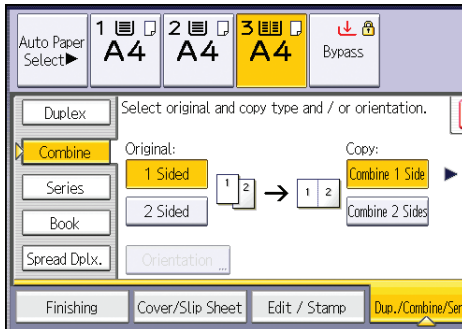 Auto Paper
Select▶
1
A4
2
A4
3
A4
Bypass
Duplex
Select original and copy type and / or orientation.
Combine
Original:
Copy:
1 Sided
1 2
→
1 2
Combine 1 Side
Series
2 Sided
Combine 2 Sides
Book
Spread Dplx.
Orientation
Finishing
Cover/Slip Sheet
Edit / Stamp
Dup./Combine/Ser